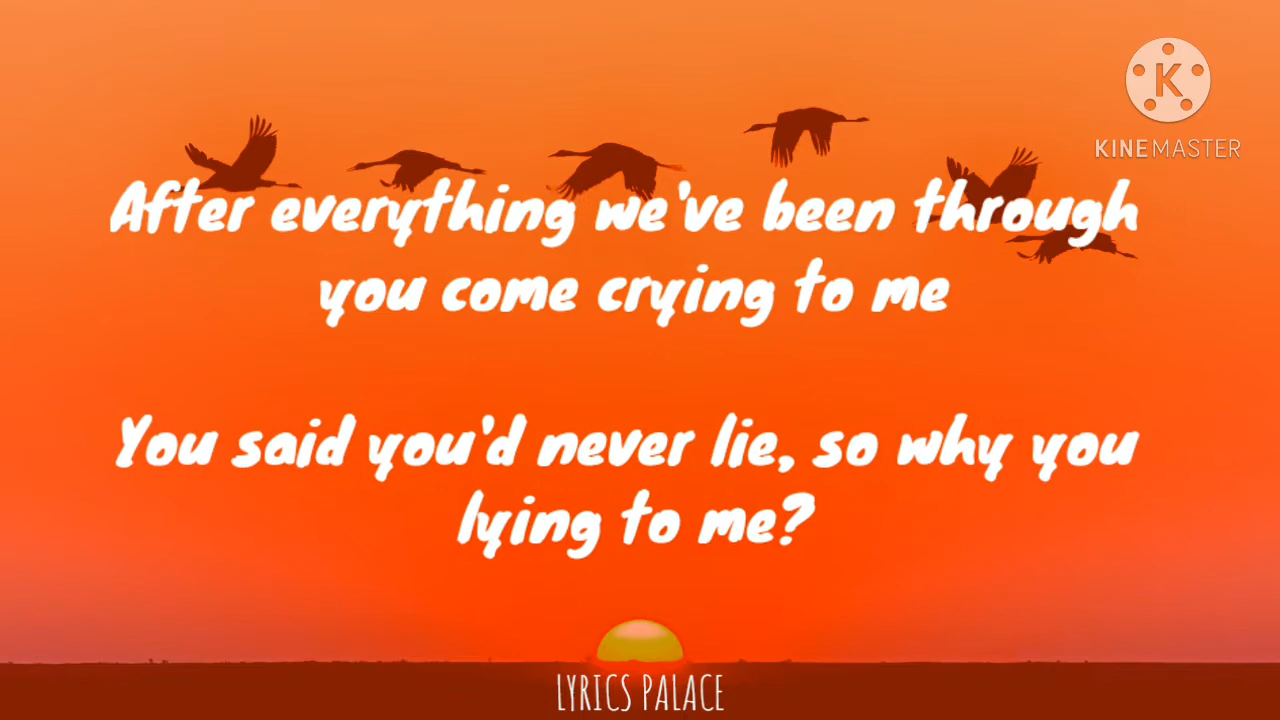 K
KINEMASTER
After everything we've been through
you come crying to me
You said you'd never lie, so why you
lying to me?
LYRICS PALACE